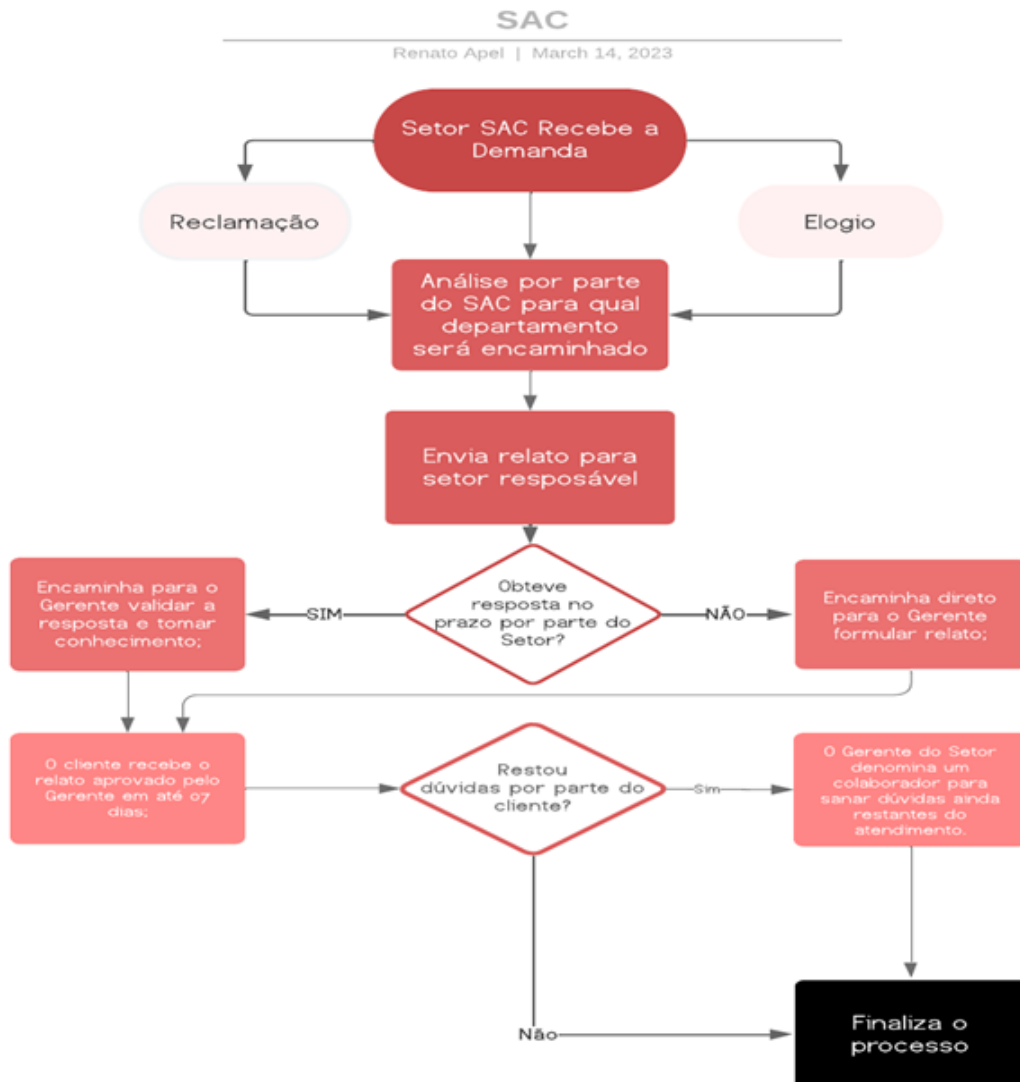 SAC
Renato Apel | March 14, 2023
Setor SAC Recebe a
Demanda
Reclamação
Elogio
Análise por parte
do SAC para qual
departamento
será encaminhado
Envia relato para
setor resposável
Obteve
resposta no
prazo por parte do
Setor?
SIM
NÃO
Encaminha para o
Gerente validar a
resposta e tomar
conhecimento;
Encaminha direto
para o Gerente
formular relato;
O cliente recebe o
relato aprovado pelo
Gerente em até 07
dias;
Restou
dúvidas por parte do
cliente?
Sim
O Gerente do Setor
denomina um
colaborador para
sanar dúvidas ainda
restantes do
atendimento.
Não
Finaliza o
processo